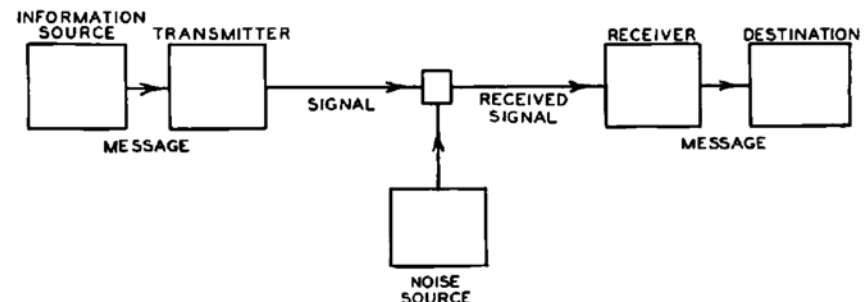 INFORMATION
SOURCE
TRANSMITTER
RECEIVER
DESTINATION
SIGNAL
RECEIVED
SIGNAL
MESSAGE
MESSAGE
NOISE
SOURCE